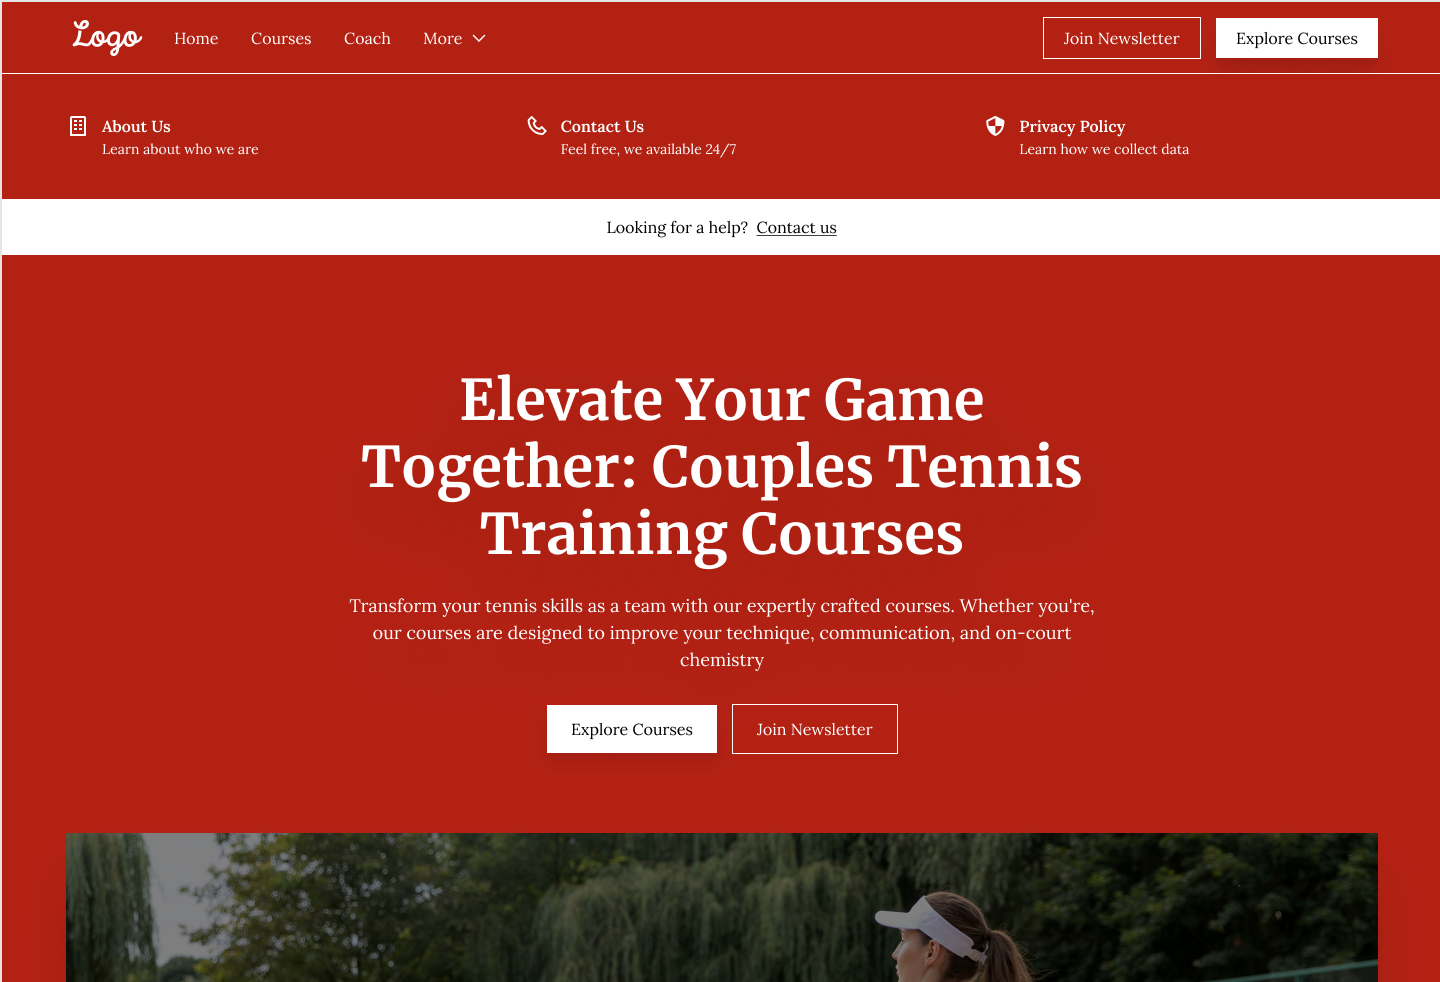 Logo
Home
Courses
Coach
More
Join Newsletter
Explore Courses
About Us
Learn about who we are
Contact Us
Feel free, we available 24/7
Privacy Policy
Learn how we collect data
Looking for a help? Contact us
Elevate Your Game
Together: Couples Tennis
Training Courses
Transform your tennis skills as a team with our expertly crafted courses. Whether you're,
our courses are designed to improve your technique, communication, and on-court
chemistry
Explore Courses
Join Newsletter